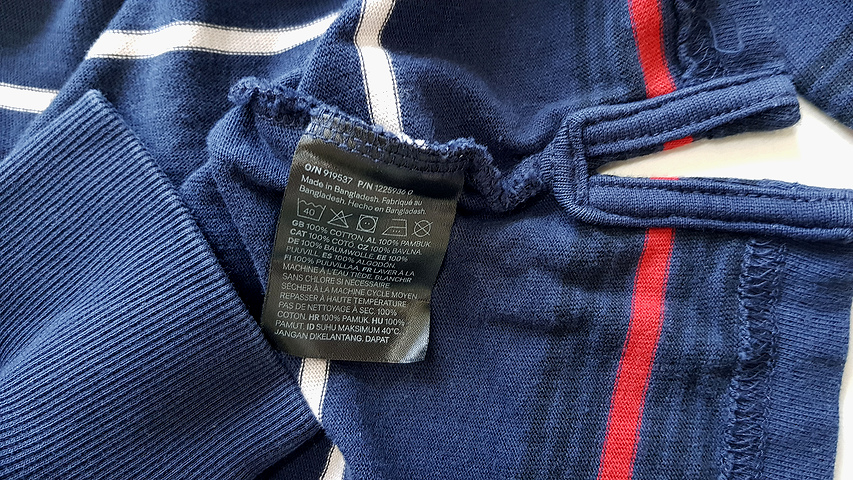 O/N 919537 P/N 1225936
Made in Bangladesh. Fabriqué au
Bangladesh. Hecho en Bangladesh.
40
GB 100% COTTON. AL 100% PAMBUK.
CAT 100% COTÓ. CZ 100% BAVLNA.
DE 100% BAUMWOLLE. EE 100%
PUUVILL. ES 100% ALGODÓN.
FI 100% PUUVILLAA. FR LAVER À LA
MACHINE À L'EAU TIÈDE. BLANCHIR
SANS CHLORE SI NÉCESSAIRE
SÉCHER À LA MACHINE CYCLE MOYEN
REPASSER À HAUTE TEMPÉRATURE.
PAS DE NETTOYAGE À SEC. 100%
COTON. HR 100% PAMUK. HU 100%
PAMUT. ID SUHU MAKSIMUM 40°C.
JANGAN DIKELANTANG. DAPAT